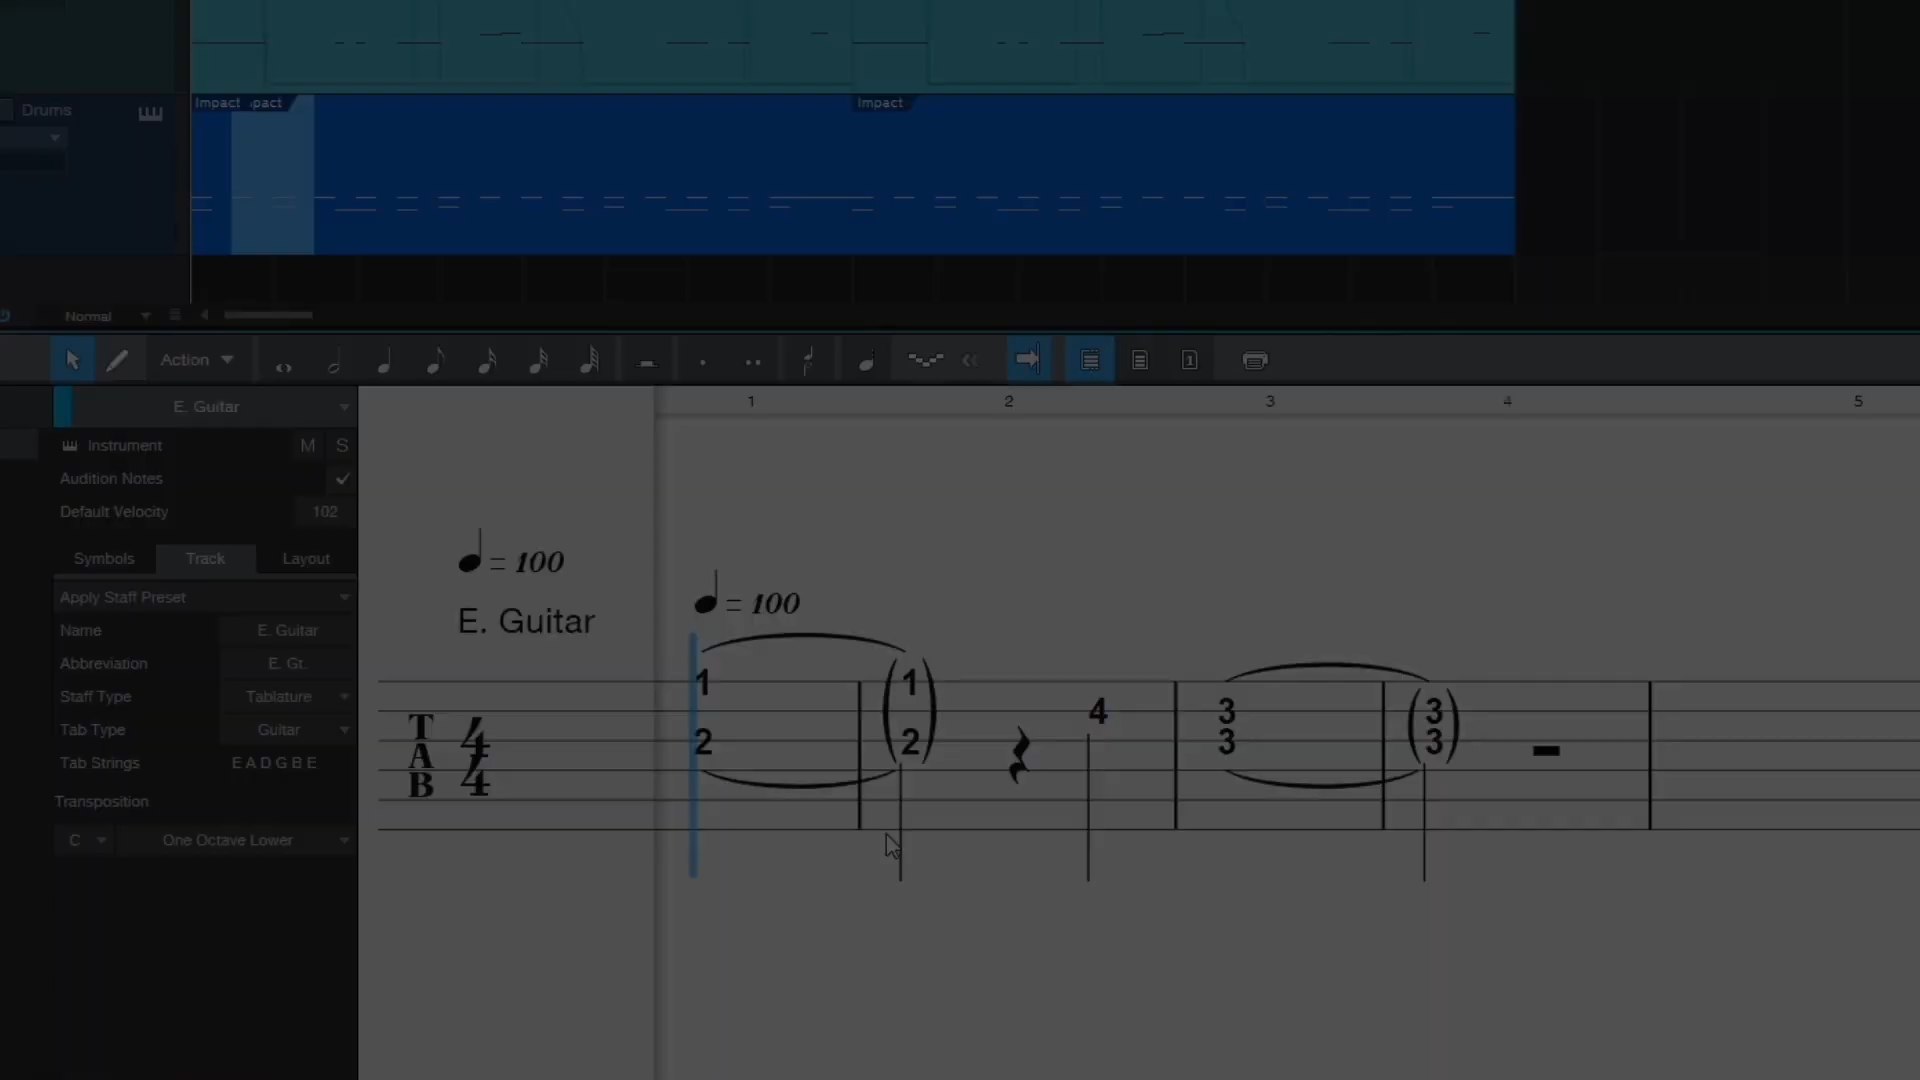 Impact pact Impact
Drums
Normal
Action
1
E. Guitar
1 2 3 4 5
Instrument M S
Audition Notes
Default Velocity 102
Symbols Track Layout
Apply Staff Preset
Name E. Guitar
Abbreviation E. Gt.
Staff Type Tablature
Tab Type Guitar
Tab Strings E A D G B E
Transposition
C One Octave Lower
= 100
E. Guitar
= 100
1 (1
4 3 (3
2 2) 3 3)
T
A
B
4
4